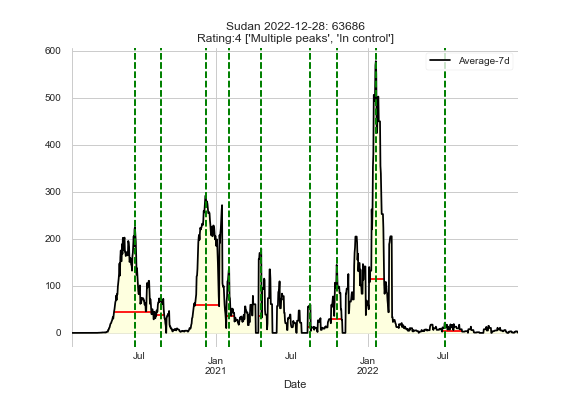 Sudan 2022-12-28: 63686
Rating:4 ['Multiple peaks', 'In control']
600
Average-7d
500
400
300
200
100
0
Jul
Jan
2021
Jul
Jan
2022
Jul
Date